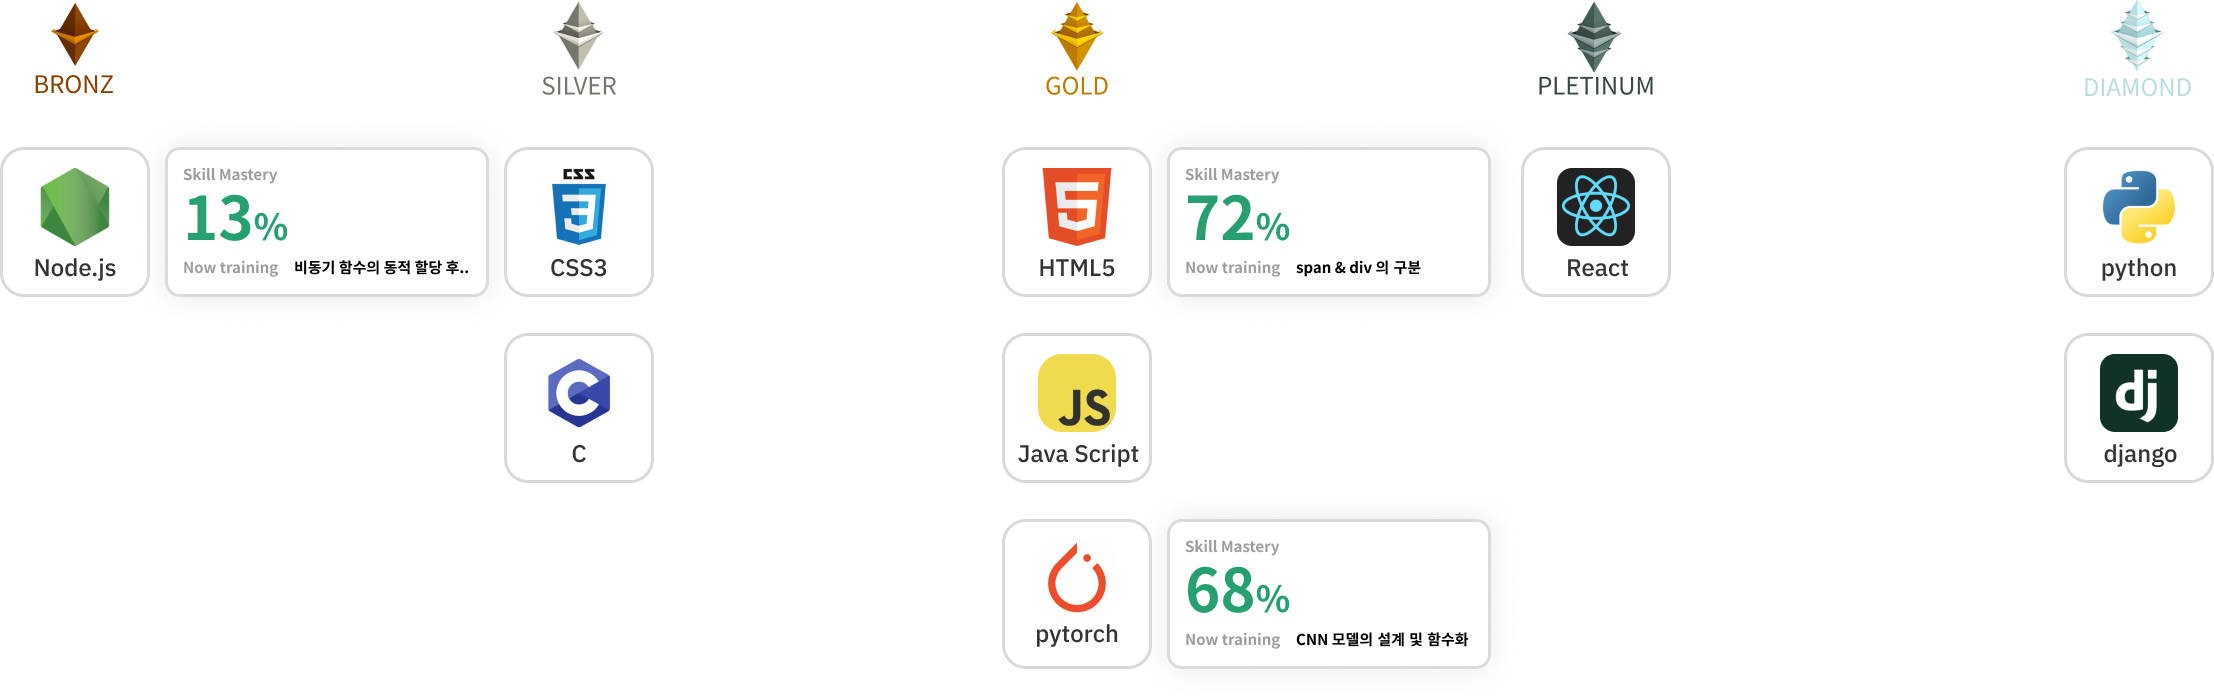 BRONZ
SILVER
GOLD
PLETINUM
DIAMOND
Node.js
Skill Mastery
13%
Now training 비동기 함수의 동적 할당 후..
CSS
3
CSS3
5
HTML5
Skill Mastery
72%
Now training span & div 의 구분
React
python
C
C
JS
Java Script
dj
django
pytorch
Skill Mastery
68%
Now training CNN 모델의 설계 및 함수화